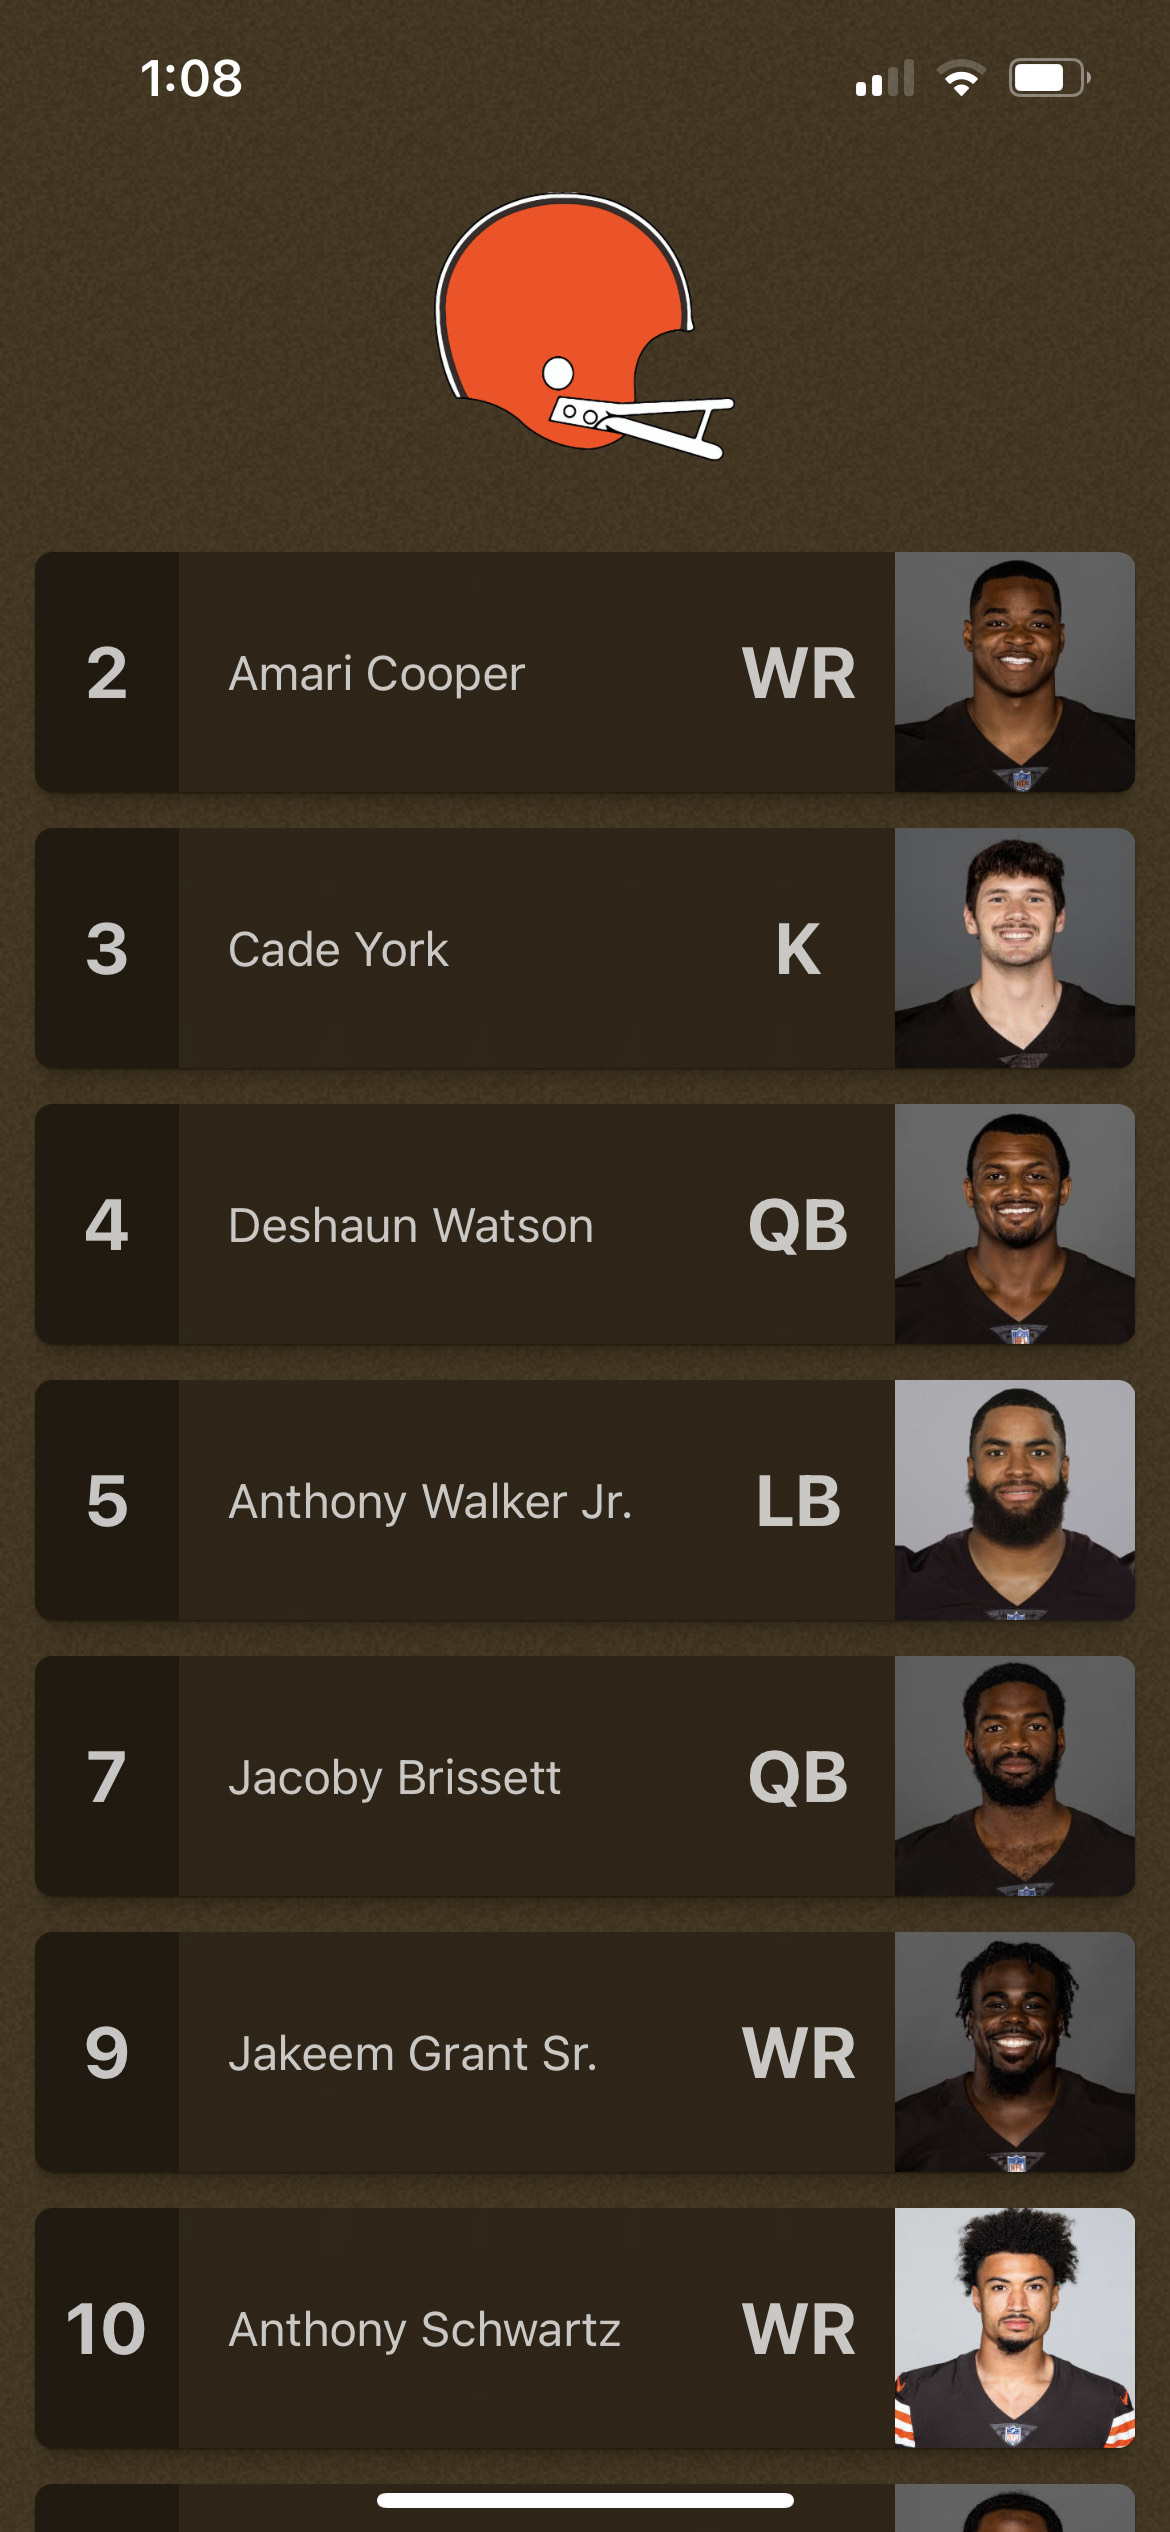 1:08
2 Amari Cooper WR
3 Cade York K
4 Deshaun Watson QB
5 Anthony Walker Jr. LB
7 Jacoby Brissett QB
9 Jakeem Grant Sr. WR
10 Anthony Schwartz WR